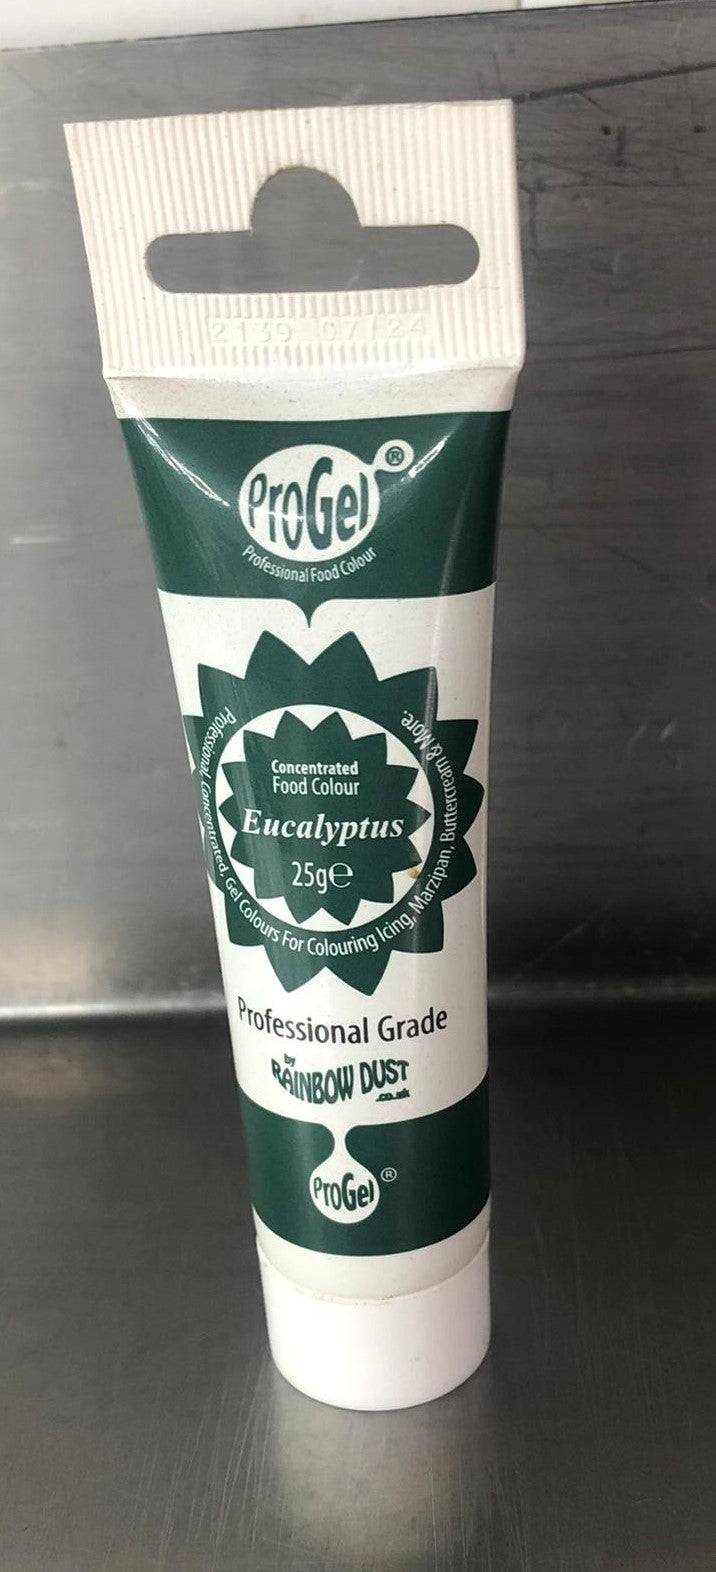 2139 07/24
ProGel®
Professional Food Colour
Professional, Concentrated, Gel Colours For Colouring Icing, Marzipan, Buttercream & More.
Concentrated
Food Colour
Eucalyptus
25g℮
Professional Grade
by
RAINBOW DUST
.co.uk
ProGel®